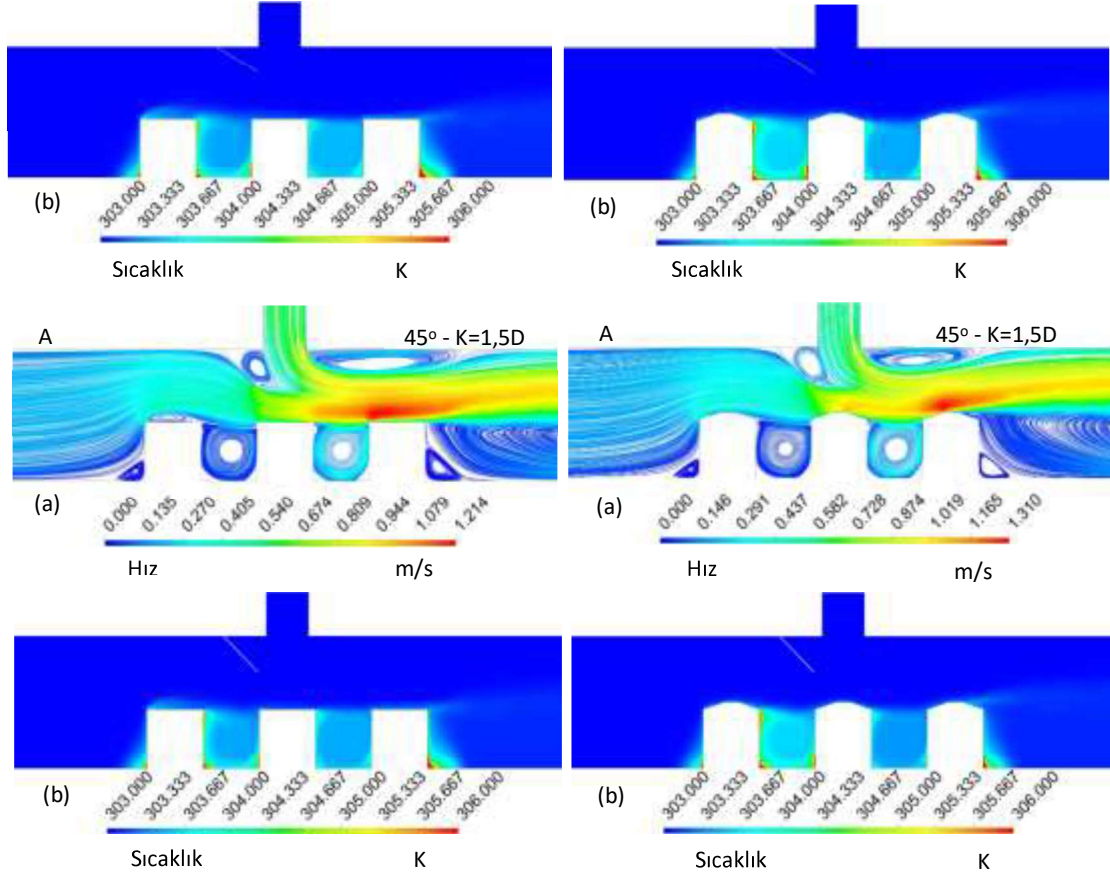 303.000 303.333 303.667 304.000 304.333 304.667 305.000 305.333 305.667 306.000
(b)
Sıcaklık K
303.000 303.333 303.667 304.000 304.333 304.667 305.000 305.333 305.667 306.000
(b)
Sıcaklık K
A 45º - K=1,5D
(a)
0.000 0.135 0.270 0.405 0.540 0.674 0.809 0.944 1.079 1.214
Hız m/s
A 45º - K=1,5D
(a)
0.000 0.146 0.291 0.437 0.582 0.728 0.874 1.019 1.165 1.310
Hız m/s
303.000 303.333 303.667 304.000 304.333 304.667 305.000 305.333 305.667 306.000
(b)
Sıcaklık K
303.000 303.333 303.667 304.000 304.333 304.667 305.000 305.333 305.667 306.000
(b)
Sıcaklık K